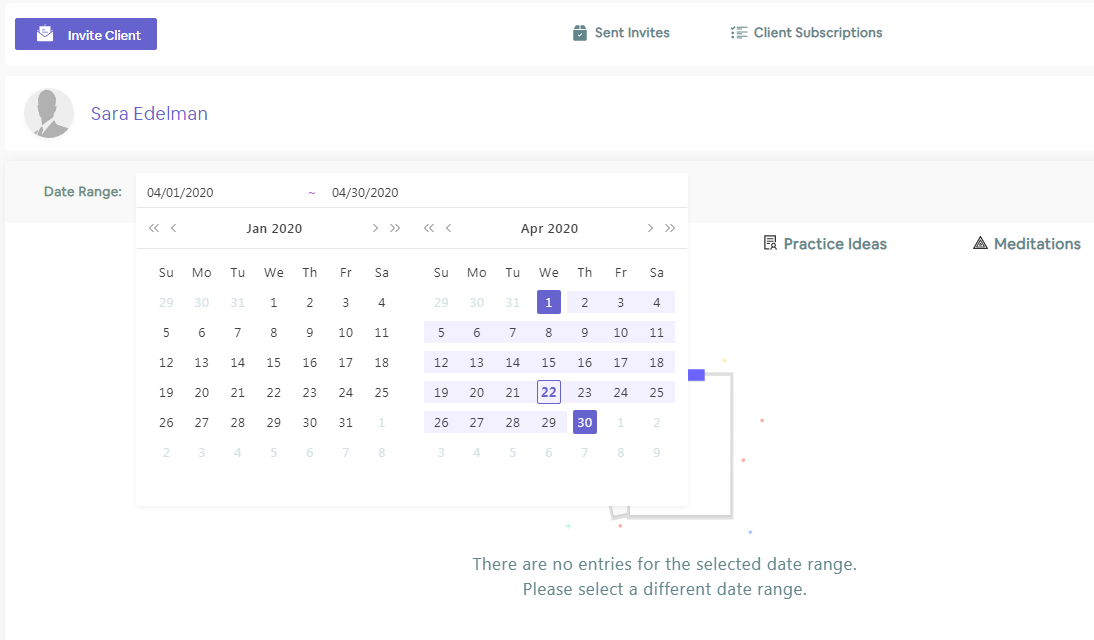 Invite Client
Sent Invites
Client Subscriptions
Sara Edelman
Date Range: 04/01/2020 ~ 04/30/2020
« ‹ Jan 2020 › » « ‹ Apr 2020 › »
Practice Ideas
Meditations
Su Mo Tu We Th Fr Sa Su Mo Tu We Th Fr Sa
29 30 31 1 2 3 4 29 30 31 1 2 3 4
5 6 7 8 9 10 11 5 6 7 8 9 10 11
12 13 14 15 16 17 18 12 13 14 15 16 17 18
19 20 21 22 23 24 25 19 20 21 22 23 24 25
26 27 28 29 30 31 1 26 27 28 29 30 1 2
2 3 4 5 6 7 8 3 4 5 6 7 8 9
There are no entries for the selected date range.
Please select a different date range.